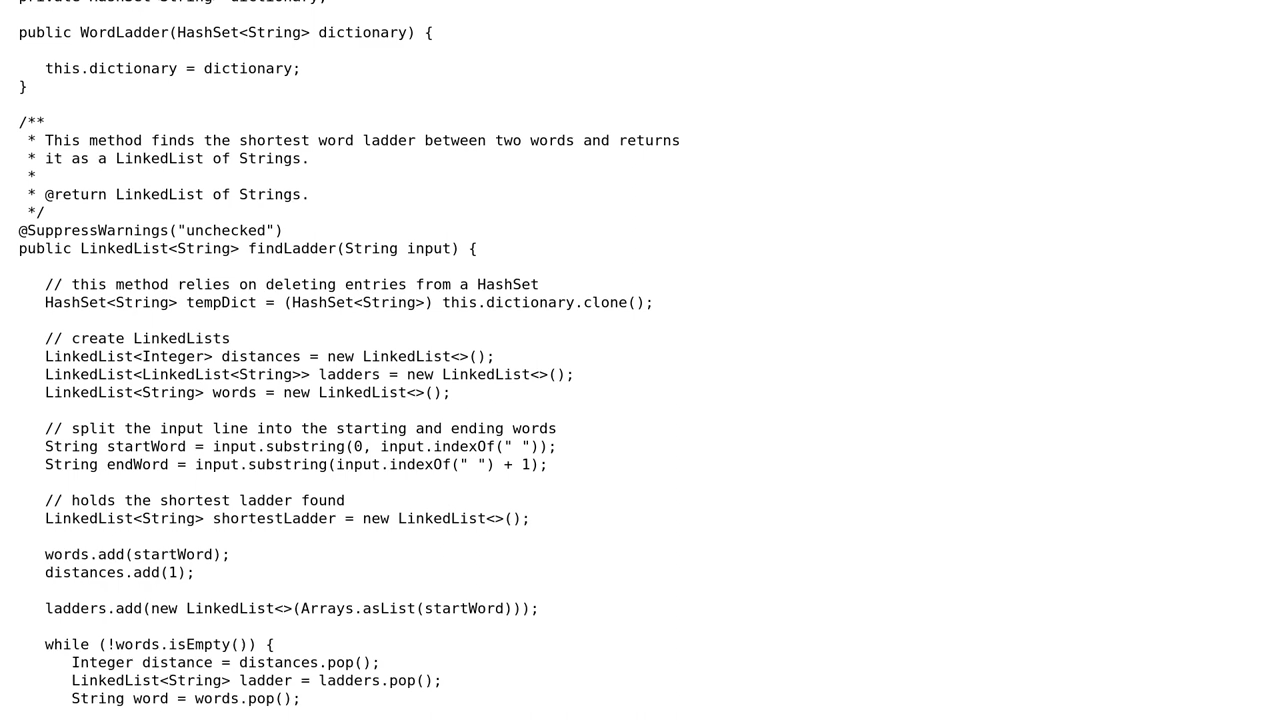 public WordLadder(HashSet<String> dictionary) {
this.dictionary = dictionary;
}
/**
* This method finds the shortest word ladder between two words and returns
* it as a LinkedList of Strings.
*
* @return LinkedList of Strings.
*/
@SuppressWarnings("unchecked")
public LinkedList<String> findLadder(String input) {
// this method relies on deleting entries from a HashSet
HashSet<String> tempDict = (HashSet<String>) this.dictionary.clone();
// create LinkedLists
LinkedList<Integer> distances = new LinkedList<>();
LinkedList<LinkedList<String>> ladders = new LinkedList<>();
LinkedList<String> words = new LinkedList<>();
// split the input line into the starting and ending words
String startWord = input.substring(0, input.indexOf(" "));
String endWord = input.substring(input.indexOf(" ") + 1);
// holds the shortest ladder found
LinkedList<String> shortestLadder = new LinkedList<>();
words.add(startWord);
distances.add(1);
ladders.add(new LinkedList<>(Arrays.asList(startWord)));
while (!words.isEmpty()) {
Integer distance = distances.pop();
LinkedList<String> ladder = ladders.pop();
String word = words.pop();